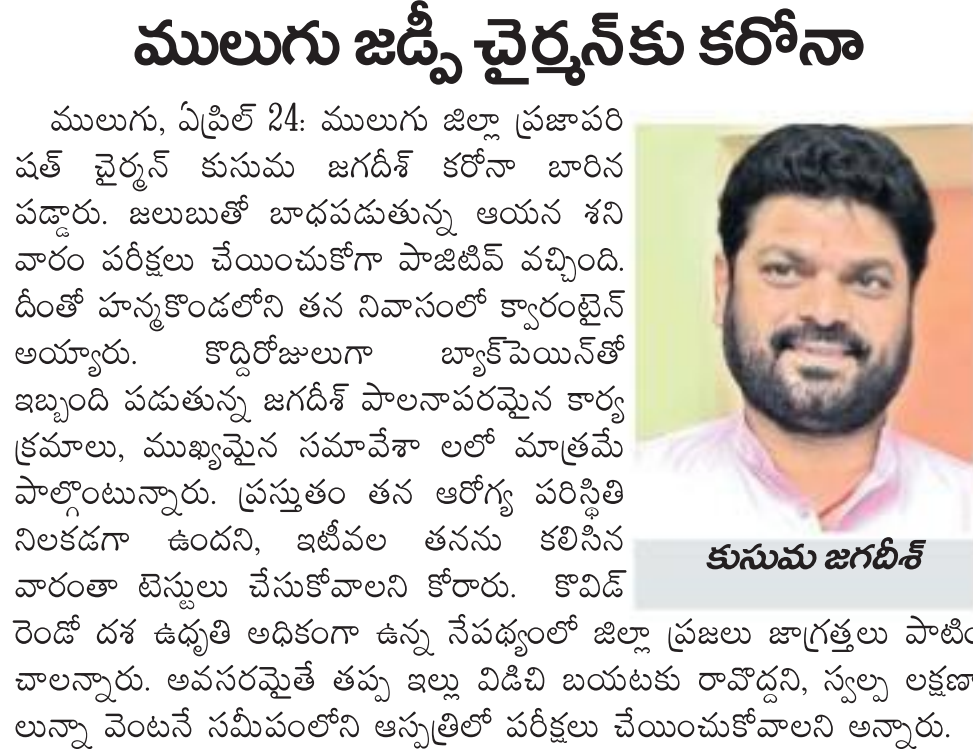 ములుగు జడ్పీ చైర్మన్‌కు కరోనా
ములుగు, ఏప్రిల్ 24: ములుగు జిల్లా ప్రజాపరి
షత్ చైర్మన్ కుసుమ జగదీశ్ కరోనా బారిన
పడ్డారు. జలుబుతో బాధపడుతున్న ఆయన శని
వారం పరీక్షలు చేయించుకోగా పాజిటివ్ వచ్చింది.
దీంతో హన్మకొండలోని తన నివాసంలో క్వారంటైన్
అయ్యారు. కొద్దిరోజులుగా బ్యాక్‌పెయిన్‌తో
ఇబ్బంది పడుతున్న జగదీశ్ పాలనాపరమైన కార్య
క్రమాలు, ముఖ్యమైన సమావేశా లలో మాత్రమే
పాల్గొంటున్నారు. ప్రస్తుతం తన ఆరోగ్య పరిస్థితి
నిలకడగా ఉందని, ఇటీవల తనను కలిసిన
వారంతా టెస్టులు చేసుకోవాలని కోరారు. కొవిడ్
రెండో దశ ఉధృతి అధికంగా ఉన్న నేపథ్యంలో జిల్లా ప్రజలు జాగ్రత్తలు పాటిం
చాలన్నారు. అవసరమైతే తప్ప ఇల్లు విడిచి బయటకు రావొద్దని, స్వల్ప లక్షణా
లున్నా వెంటనే సమీపంలోని ఆస్పత్రిలో పరీక్షలు చేయించుకోవాలని అన్నారు.
కుసుమ జగదీశ్